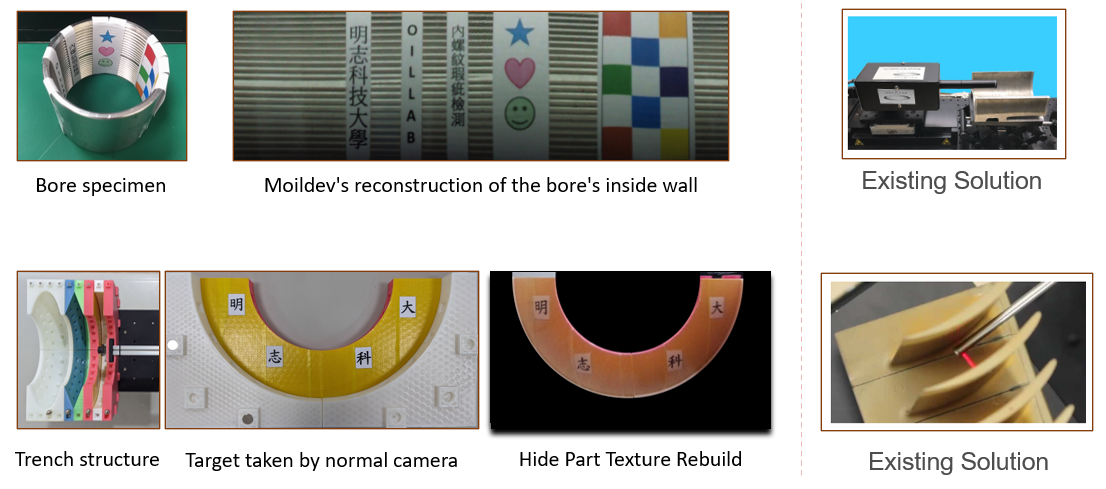 明志科技大學
OILLAB
內螺紋瑕疵檢測
Bore specimen
Moildev's reconstruction of the bore's inside wall
Existing Solution
明
志
科
大
明
志
科
大
Trench structure
Target taken by normal camera
Hide Part Texture Rebuild
Existing Solution